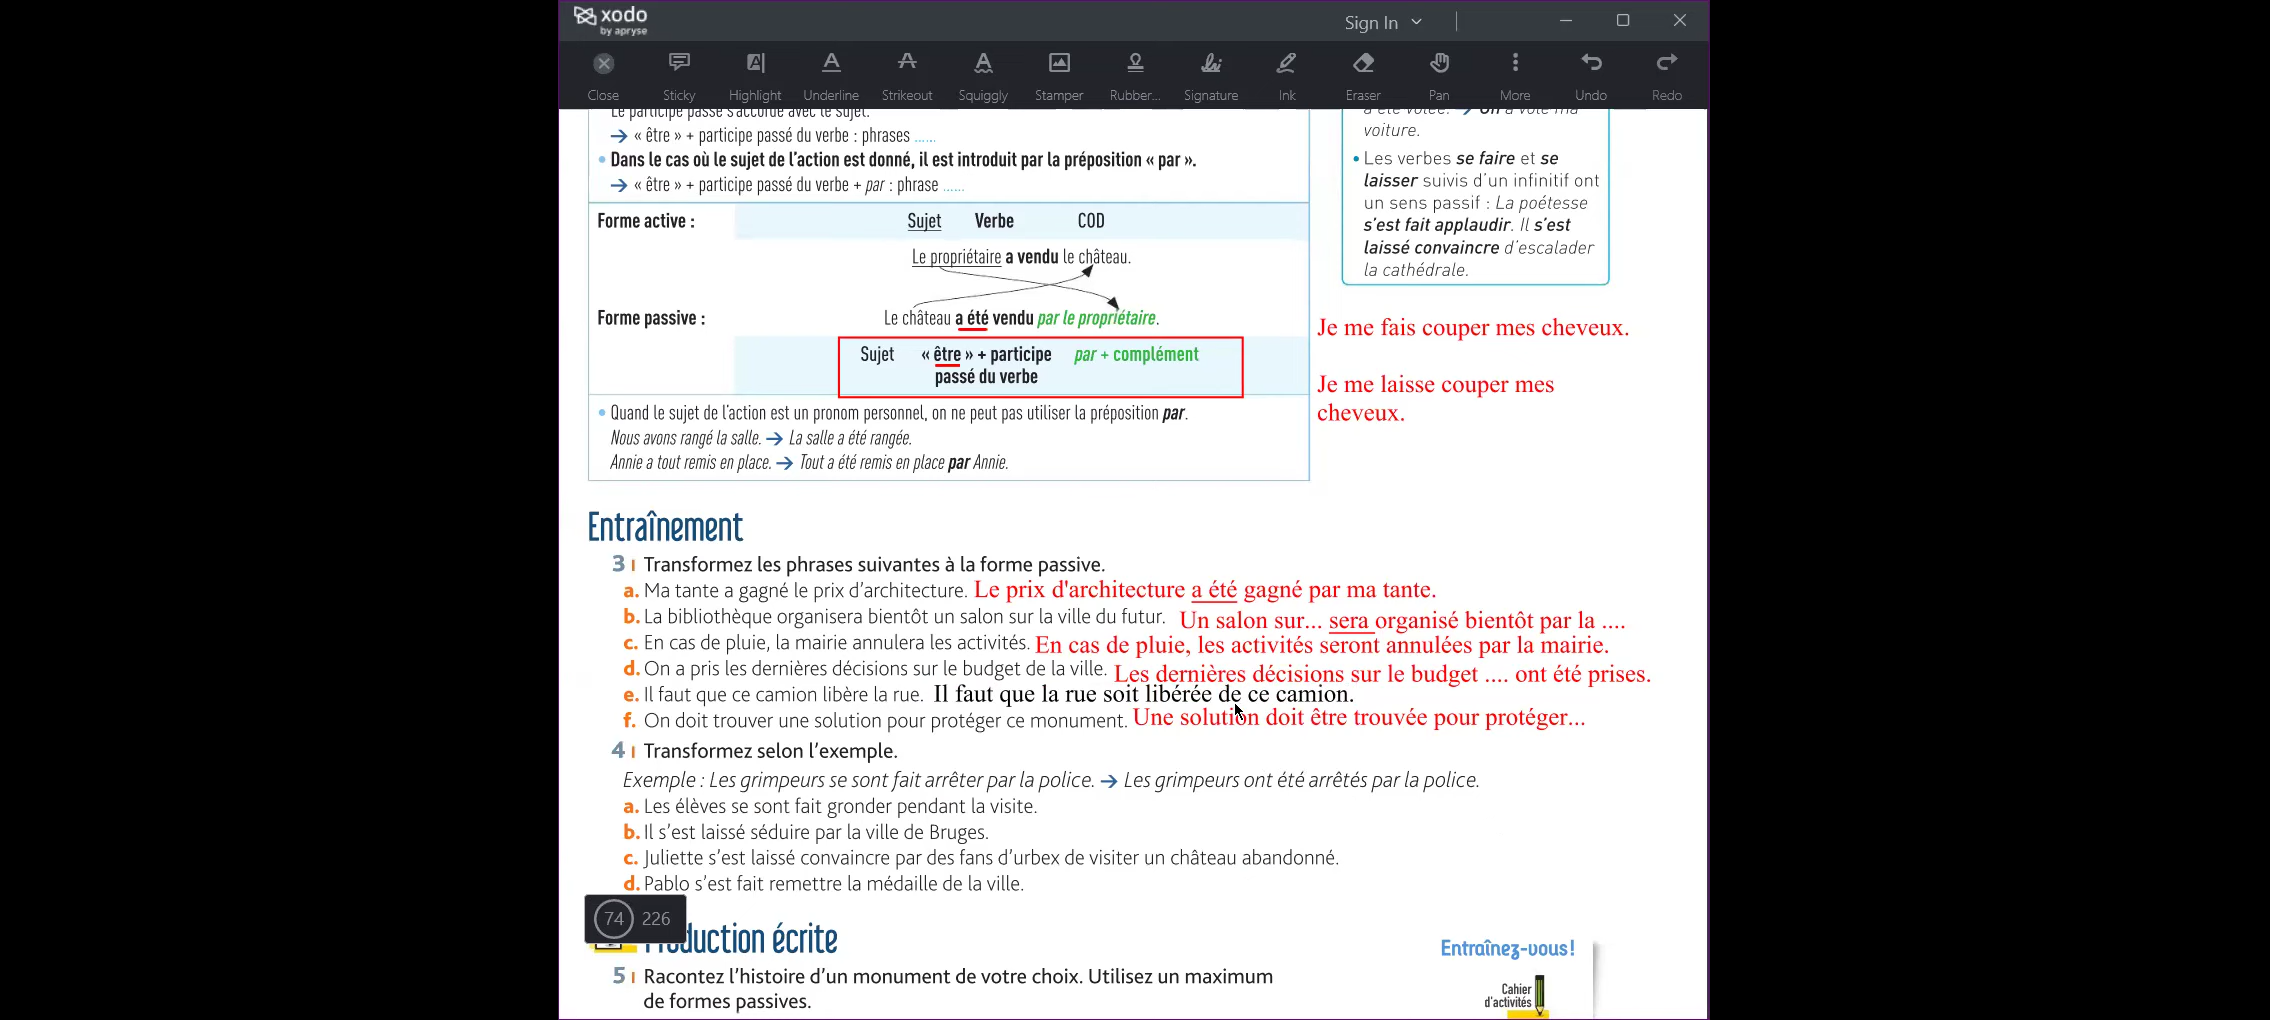 xodo
by apryse
Sign In
Close Sticky Highlight Underline Strikeout Squiggly Stamper Rubber... Signature Ink Eraser Pan More Undo Redo
Le participe passé s'accorde avec le sujet.
→ « être » + participe passé du verbe : phrases ......
• Dans le cas où le sujet de l'action est donné, il est introduit par la préposition « par ».
→ « être » + participe passé du verbe + par : phrase ......
Forme active : Sujet Verbe COD
Le propriétaire a vendu le château.
Forme passive : Le château a été vendu par le propriétaire.
Sujet « être » + participe par + complément
passé du verbe
• Quand le sujet de l'action est un pronom personnel, on ne peut pas utiliser la préposition par.
Nous avons rangé la salle. → La salle a été rangée.
Annie a tout remis en place. → Tout a été remis en place par Annie.
a été volée. → On a volé ma
voiture.
• Les verbes se faire et se
laisser suivis d'un infinitif ont
un sens passif : La poétesse
s'est fait applaudir. Il s'est
laissé convaincre d'escalader
la cathédrale.
Je me fais couper mes cheveux.
Je me laisse couper mes
cheveux.
Entraînement
3 | Transformez les phrases suivantes à la forme passive.
a. Ma tante a gagné le prix d'architecture. Le prix d'architecture a été gagné par ma tante.
b. La bibliothèque organisera bientôt un salon sur la ville du futur. Un salon sur... sera organisé bientôt par la ....
c. En cas de pluie, la mairie annulera les activités. En cas de pluie, les activités seront annulées par la mairie.
d. On a pris les dernières décisions sur le budget de la ville. Les dernières décisions sur le budget .... ont été prises.
e. Il faut que ce camion libère la rue. Il faut que la rue soit libérée de ce camion.
f. On doit trouver une solution pour protéger ce monument. Une solution doit être trouvée pour protéger...
4 | Transformez selon l'exemple.
Exemple : Les grimpeurs se sont fait arrêter par la police. → Les grimpeurs ont été arrêtés par la police.
a. Les élèves se sont fait gronder pendant la visite.
b. Il s'est laissé séduire par la ville de Bruges.
c. Juliette s'est laissé convaincre par des fans d'urbex de visiter un château abandonné.
d. Pablo s'est fait remettre la médaille de la ville.
74 226
Production écrite
5 | Racontez l'histoire d'un monument de votre choix. Utilisez un maximum
de formes passives.
Entraînez-vous !
Cahier
d'activités